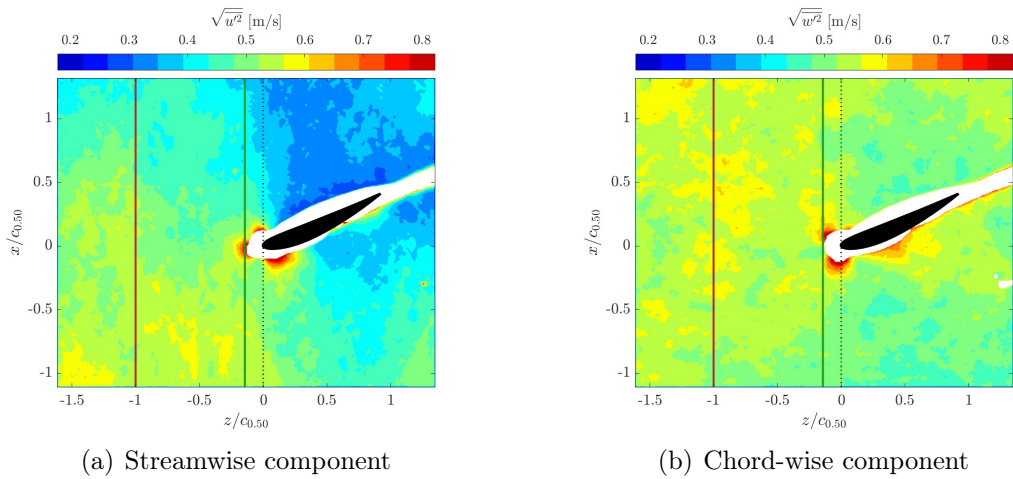 √u′² [m/s] √w′² [m/s]
0.2 0.3 0.4 0.5 0.6 0.7 0.8 0.2 0.3 0.4 0.5 0.6 0.7 0.8
1 1
0.5 0.5
x/c0.50 x/c0.50
0 0
-0.5 -0.5
-1 -1
-1.5 -1 -0.5 0 0.5 1 -1.5 -1 -0.5 0 0.5 1
z/c0.50 z/c0.50
(a) Streamwise component (b) Chord-wise component